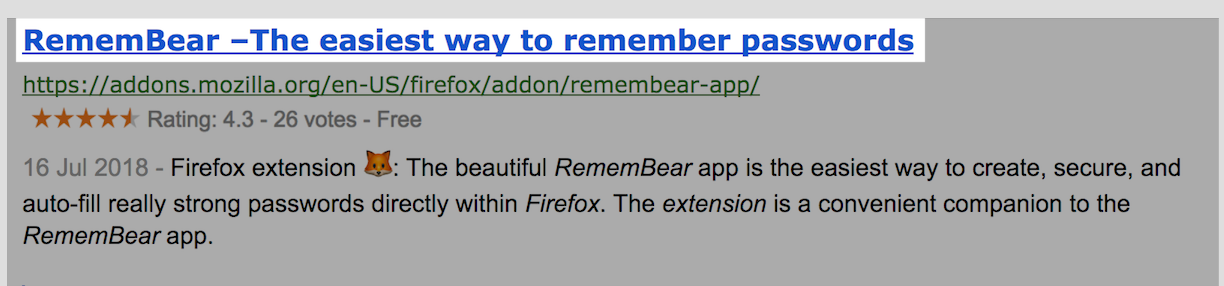 RememBear –The easiest way to remember passwords
https://addons.mozilla.org/en-US/firefox/addon/remembear-app/
Rating: 4.3 - 26 votes - Free
16 Jul 2018 - Firefox extension 🦊: The beautiful RememBear app is the easiest way to create, secure, and
auto-fill really strong passwords directly within Firefox. The extension is a convenient companion to the
RememBear app.